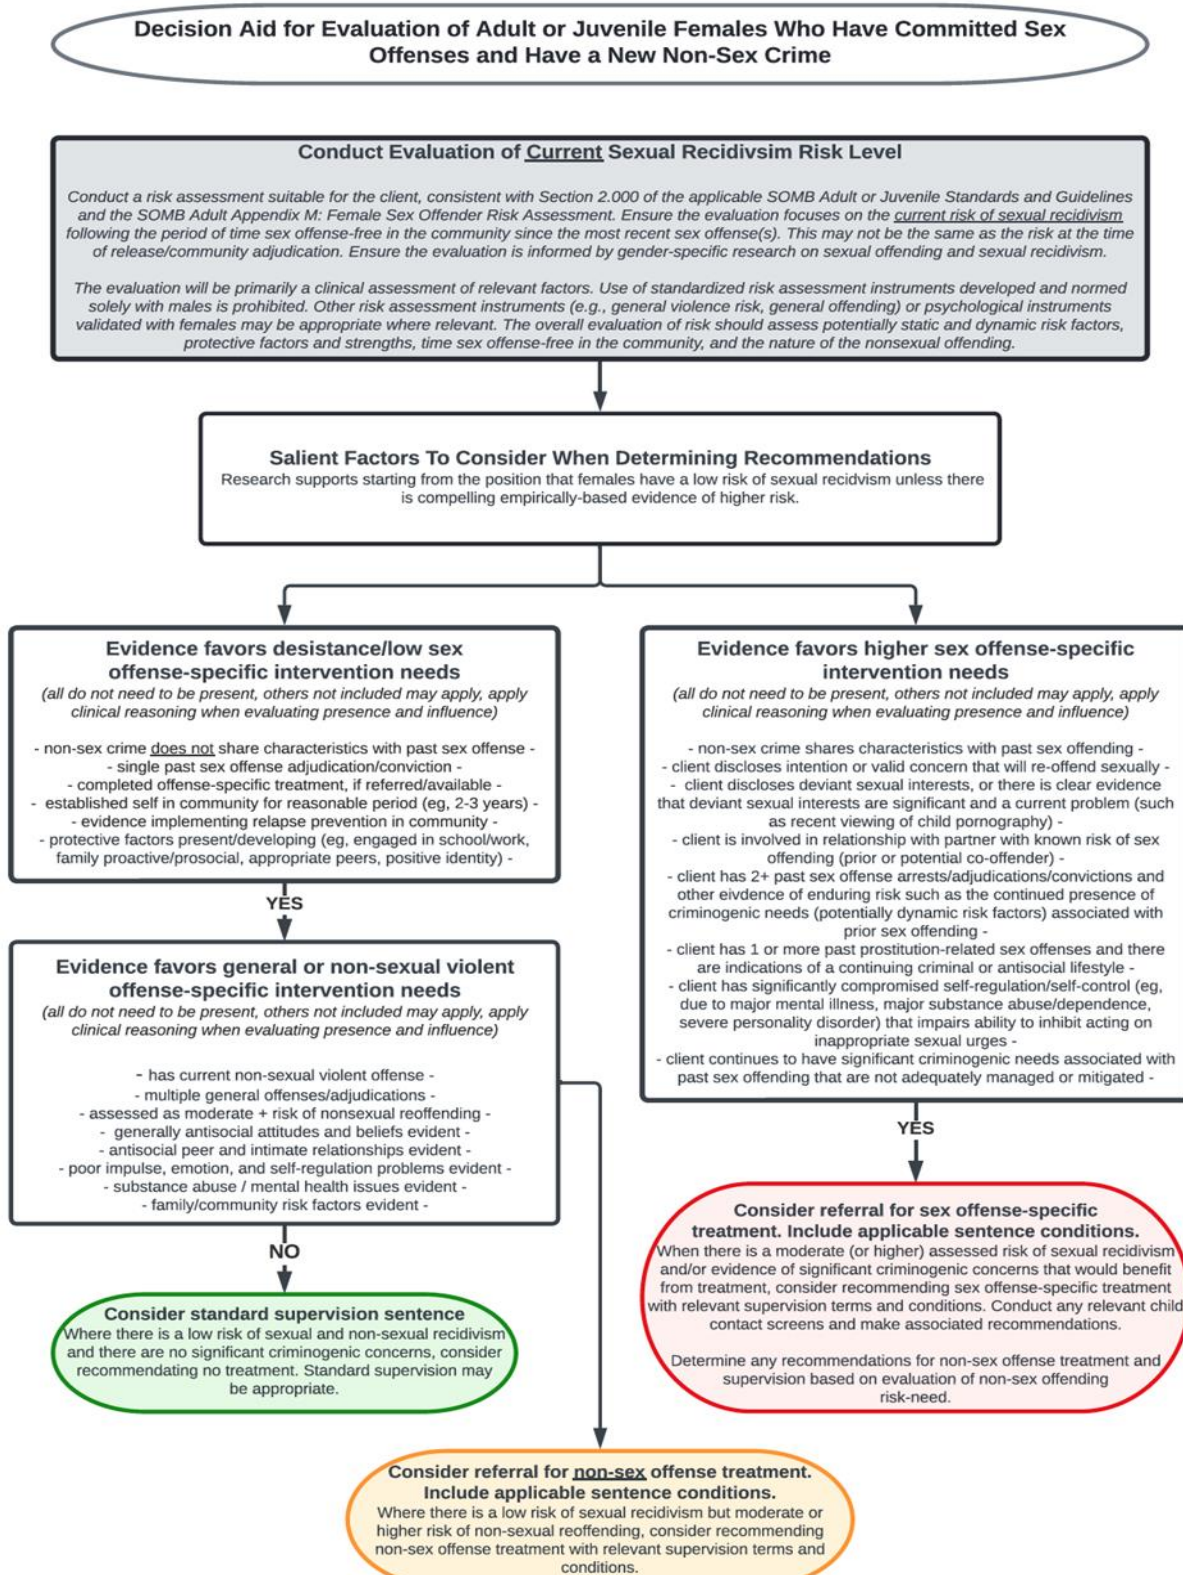 Decision Aid for Evaluation of Adult or Juvenile Females Who Have Committed Sex
Offenses and Have a New Non-Sex Crime
Conduct Evaluation of Current Sexual Recidivsim Risk Level
Conduct a risk assessment suitable for the client, consistent with Section 2.000 of the applicable SOMB Adult or Juvenile Standards and Guidelines
and the SOMB Adult Appendix M: Female Sex Offender Risk Assessment. Ensure the evaluation focuses on the current risk of sexual recidivism
following the period of time sex offense-free in the community since the most recent sex offense(s). This may not be the same as the risk at the time
of release/community adjudication. Ensure the evaluation is informed by gender-specific research on sexual offending and sexual recidivism.
The evaluation will be primarily a clinical assessment of relevant factors. Use of standardized risk assessment instruments developed and normed
solely with males is prohibited. Other risk assessment instruments (e.g., general violence risk, general offending) or psychological instruments
validated with females may be appropriate where relevant. The overall evaluation of risk should assess potentially static and dynamic risk factors,
protective factors and strengths, time sex offense-free in the community, and the nature of the nonsexual offending.
Salient Factors To Consider When Determining Recommendations
Research supports starting from the position that females have a low risk of sexual recidvism unless there
is compelling empirically-based evidence of higher risk.
Evidence favors desistance/low sex
offense-specific intervention needs
(all do not need to be present, others not included may apply, apply
clinical reasoning when evaluating presence and influence)
- non-sex crime does not share characteristics with past sex offense -
- single past sex offense adjudication/conviction -
- completed offense-specific treatment, if referred/available -
- established self in community for reasonable period (eg, 2-3 years) -
- evidence implementing relapse prevention in community -
- protective factors present/developing (eg, engaged in school/work,
family proactive/prosocial, appropriate peers, positive identity) -
YES
Evidence favors general or non-sexual violent
offense-specific intervention needs
(all do not need to be present, others not included may apply, apply
clinical reasoning when evaluating presence and influence)
- has current non-sexual violent offense -
- multiple general offenses/adjudications -
- assessed as moderate + risk of nonsexual reoffending -
- generally antisocial attitudes and beliefs evident -
- antisocial peer and intimate relationships evident -
- poor impulse, emotion, and self-regulation problems evident -
- substance abuse / mental health issues evident -
- family/community risk factors evident -
NO
Consider standard supervision sentence
Where there is a low risk of sexual and non-sexual recidivism
and there are no significant criminogenic concerns, consider
recommendating no treatment. Standard supervision may
be appropriate.
Evidence favors higher sex offense-specific
intervention needs
(all do not need to be present, others not included may apply, apply
clinical reasoning when evaluating presence and influence)
- non-sex crime shares characteristics with past sex offending -
- client discloses intention or valid concern that will re-offend sexually -
- client discloses deviant sexual interests, or there is clear evidence
that deviant sexual interests are significant and a current problem (such
as recent viewing of child pornography) -
- client is involved in relationship with partner with known risk of sex
offending (prior or potential co-offender) -
- client has 2+ past sex offense arrests/adjudications/convictions and
other eivdence of enduring risk such as the continued presence of
criminogenic needs (potentially dynamic risk factors) associated with
prior sex offending -
- client has 1 or more past prostitution-related sex offenses and there
are indications of a continuing criminal or antisocial lifestyle -
- client has significantly compromised self-regulation/self-control (eg,
due to major mental illness, major substance abuse/dependence,
severe personality disorder) that impairs ability to inhibit acting on
inappropriate sexual urges -
- client continues to have significant criminogenic needs associated with
past sex offending that are not adequately managed or mitigated -
YES
Consider referral for sex offense-specific
treatment. Include applicable sentence conditions.
When there is a moderate (or higher) assessed risk of sexual recidivism
and/or evidence of significant criminogenic concerns that would benefit
from treatment, consider recommending sex offense-specific treatment
with relevant supervision terms and conditions. Conduct any relevant child
contact screens and make associated recommendations.
Determine any recommendations for non-sex offense treatment and
supervision based on evaluation of non-sex offending
risk-need.
Consider referral for non-sex offense treatment.
Include applicable sentence conditions.
Where there is a low risk of sexual recidivism but moderate or
higher risk of non-sexual reoffending, consider recommending
non-sex offense treatment with relevant supervision terms and
conditions.